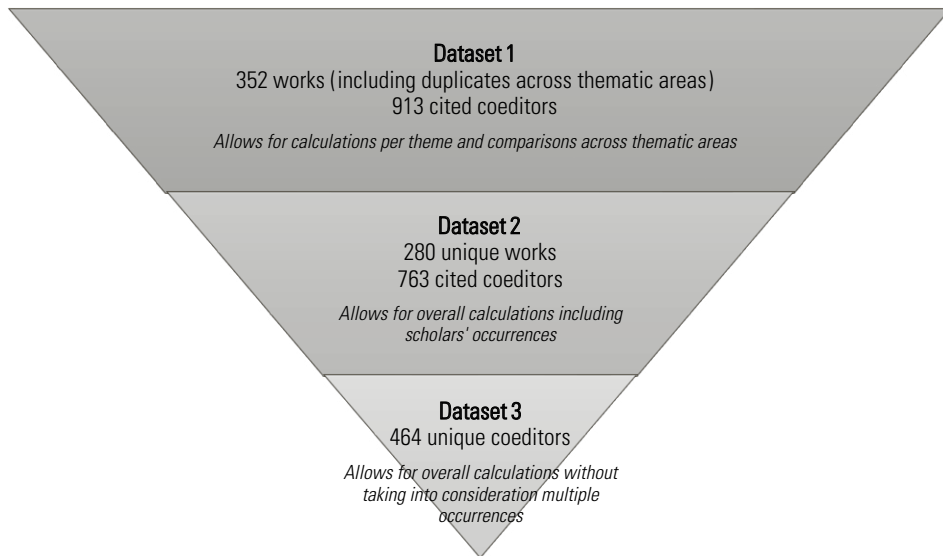 Dataset 1
352 works (including duplicates across thematic areas)
913 cited coeditors
Allows for calculations per theme and comparisons across thematic areas
Dataset 2
280 unique works
763 cited coeditors
Allows for overall calculations including
scholars' occurrences
Dataset 3
464 unique coeditors
Allows for overall calculations without
taking into consideration multiple
occurrences